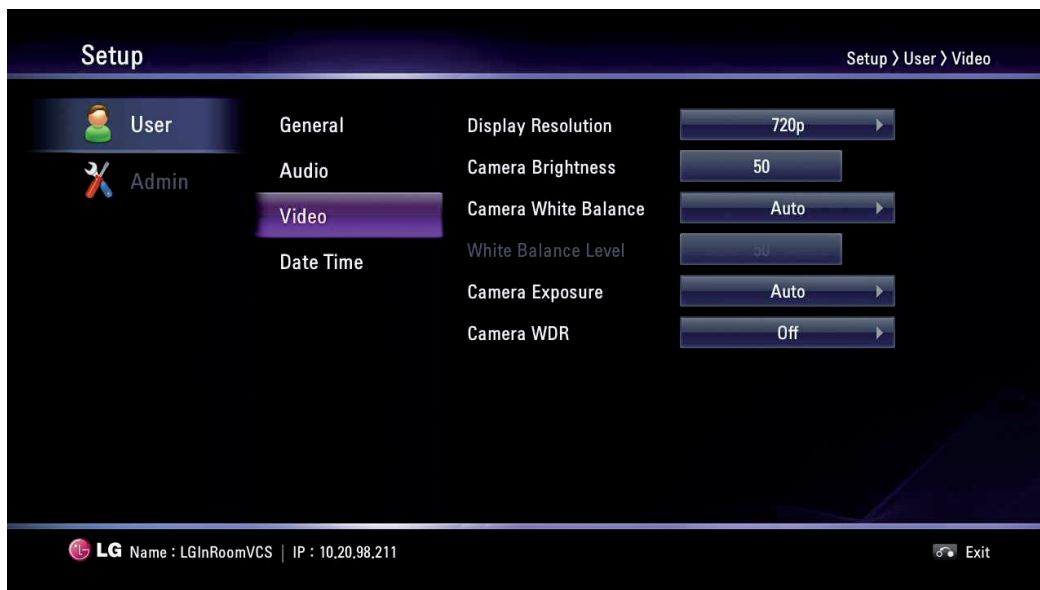 Setup
Setup > User > Video
User
Admin
General
Audio
Video
Date Time
Display Resolution 720p
Camera Brightness 50
Camera White Balance Auto
White Balance Level 50
Camera Exposure Auto
Camera WDR Off
LG Name : LGInRoomVCS | IP : 10.20.98.211
Exit